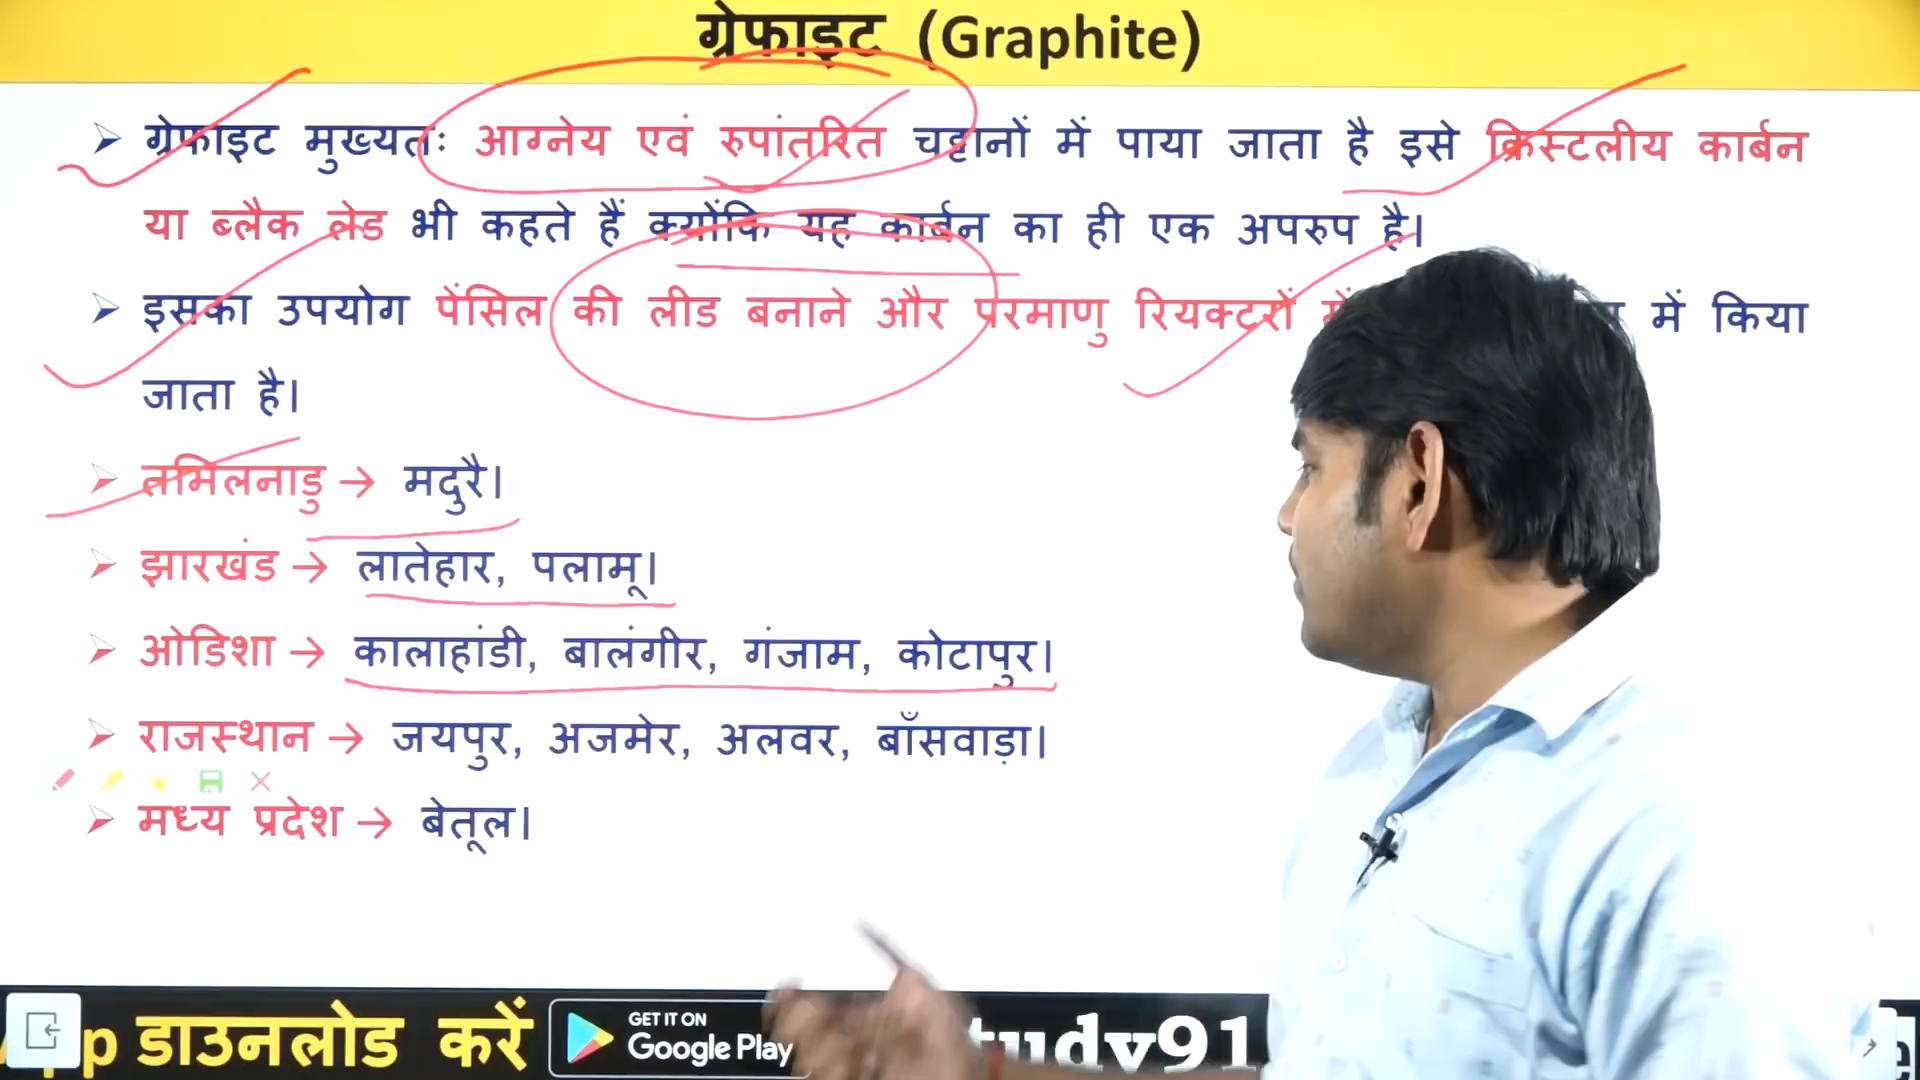 ग्रेफाइट (Graphite)
ग्रेफाइट मुख्यतः आग्नेय एवं रुपांतरित चट्टानों में पाया जाता है इसे क्रिस्टलीय कार्बन
या ब्लैक लेड भी कहते हैं क्योंकि यह कार्बन का ही एक अपरुप है।
इसका उपयोग पेंसिल की लीड बनाने और परमाणु रियक्टरों में में किया
जाता है।
तमिलनाडु → मदुरै।
झारखंड → लातेहार, पलामू।
ओडिशा → कालाहांडी, बालंगीर, गंजाम, कोटापुर।
राजस्थान → जयपुर, अजमेर, अलवर, बाँसवाड़ा।
मध्य प्रदेश → बेतूल।
डाउनलोड करें GET IT ON
Google Play